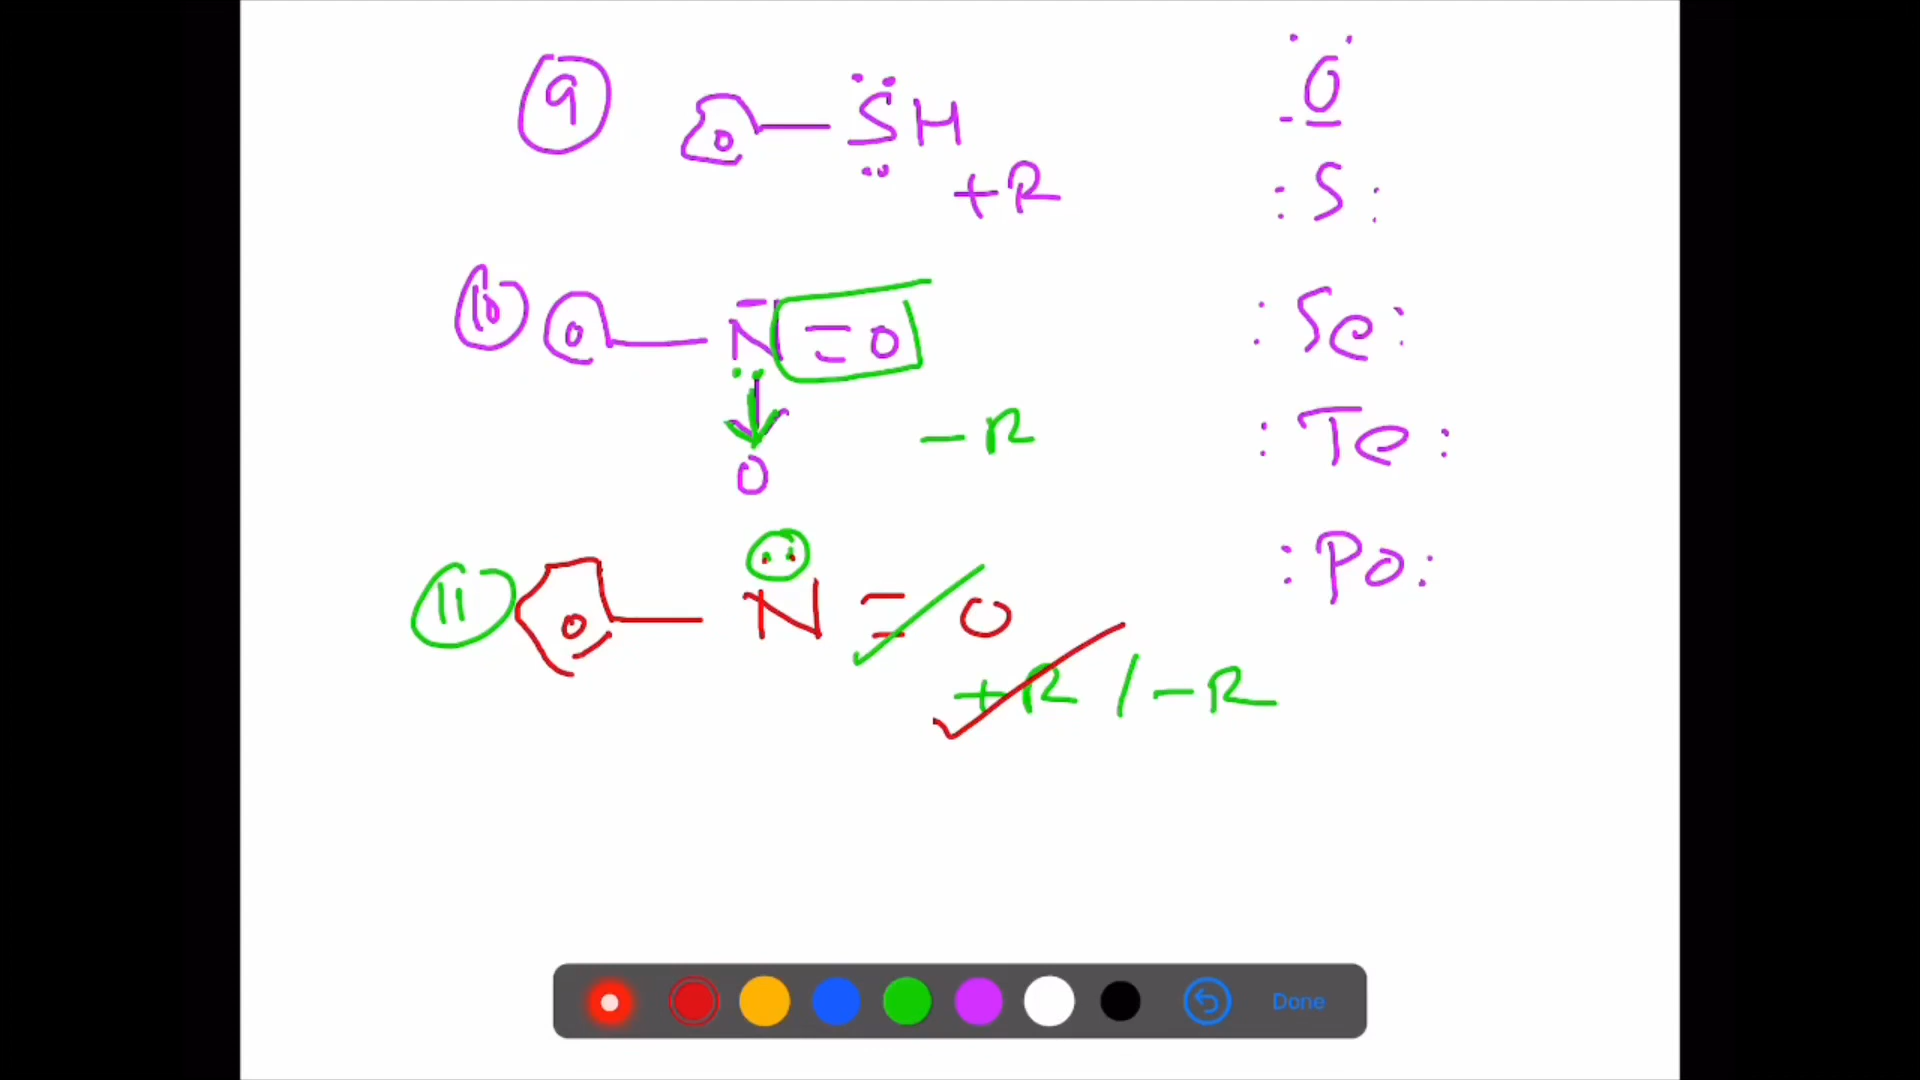 9 SH
+R
10 N = O
O
- R
11 N = O
+R / -R
O
S
Se
Te
Po
Done